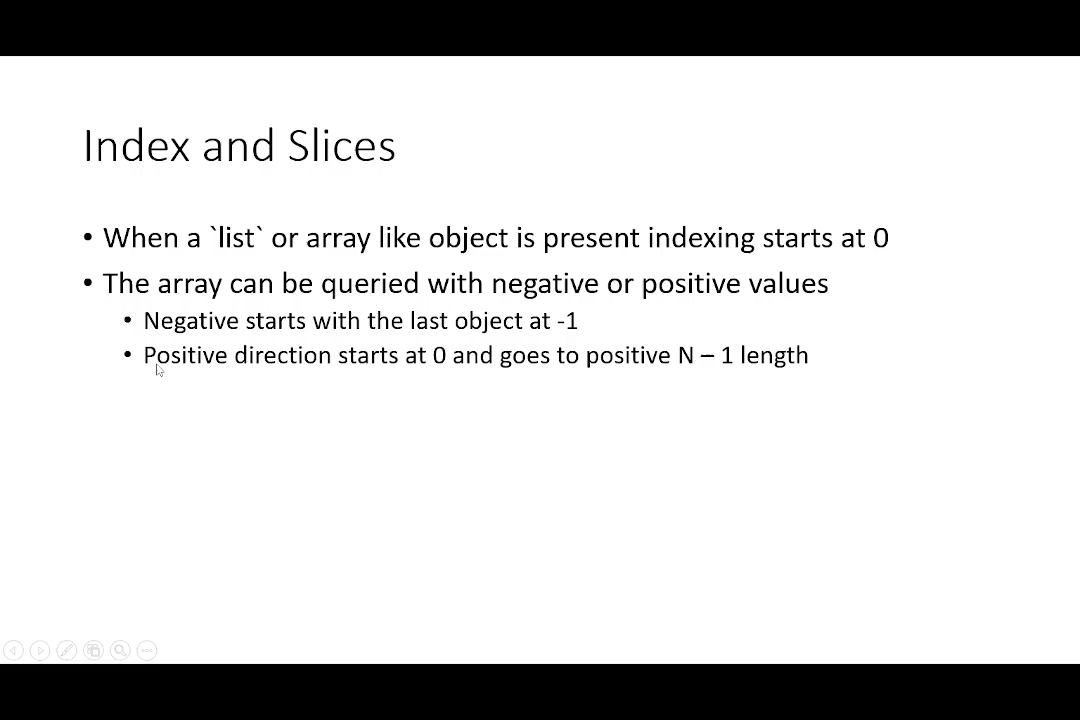 Index and Slices
• When a `list` or array like object is present indexing starts at 0
• The array can be queried with negative or positive values
• Negative starts with the last object at -1
• Positive direction starts at 0 and goes to positive N – 1 length